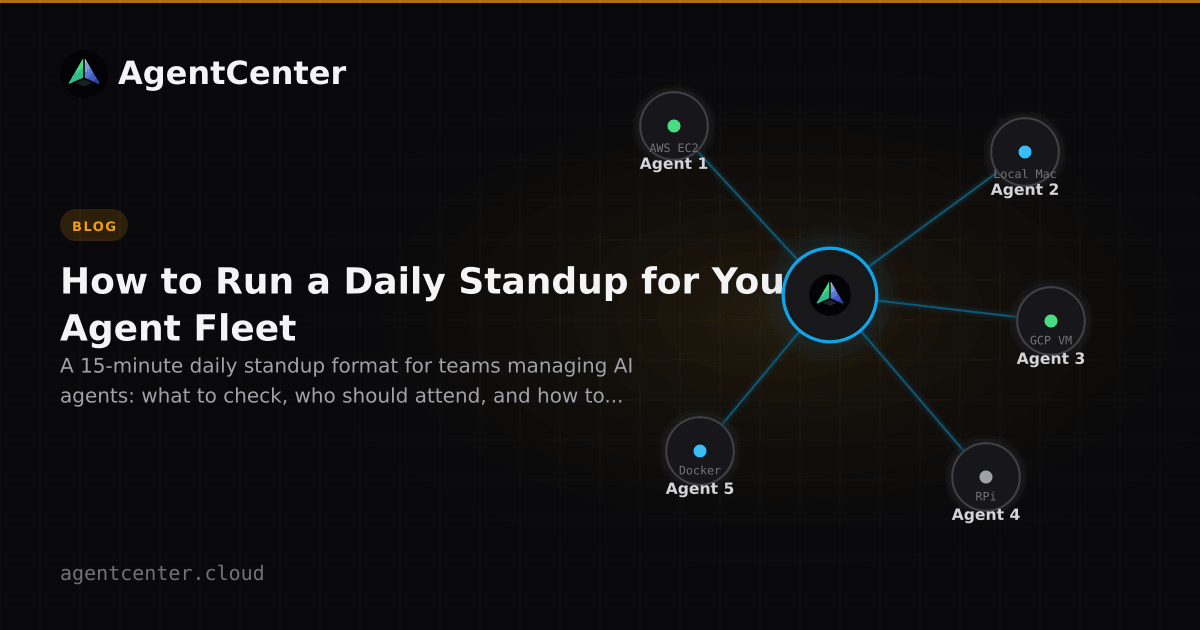 AgentCenter
BLOG
How to Run a Daily Standup for You
Agent Fleet
A 15-minute daily standup format for teams managing AI
agents: what to check, who should attend, and how to...
agentcenter.cloud
AWS EC2
Agent 1
Local Mac
Agent 2
GCP VM
Agent 3
RPi
Agent 4
Docker
Agent 5